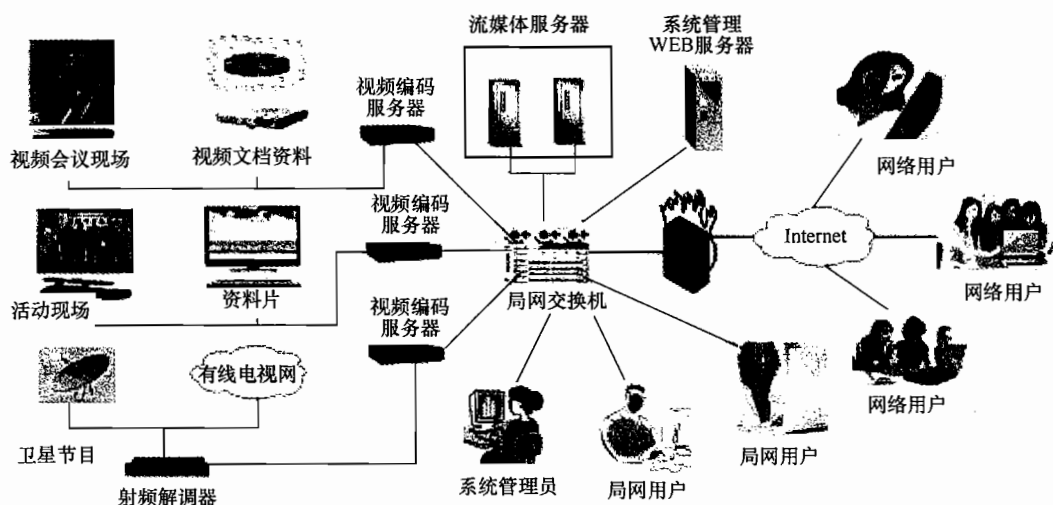 流媒体服务器
系统管理
WEB服务器
视频编码
服务器
视频会议现场
视频文档资料
网络用户
视频编码
服务器
Internet
活动现场
资料片
局网交换机
网络用户
视频编码
服务器
有线电视网
网络用户
卫星节目
射频解调器
系统管理员
局网用户
局网用户